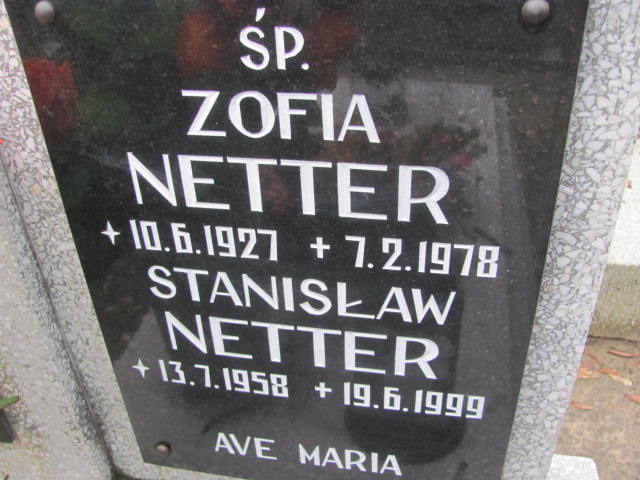 ŚP.
ZOFIA
NETTER
✦ 10.6.1927 + 7.2.1978
STANISŁAW
NETTER
✦ 13.7.1958 + 19.6.1999
AVE MARIA